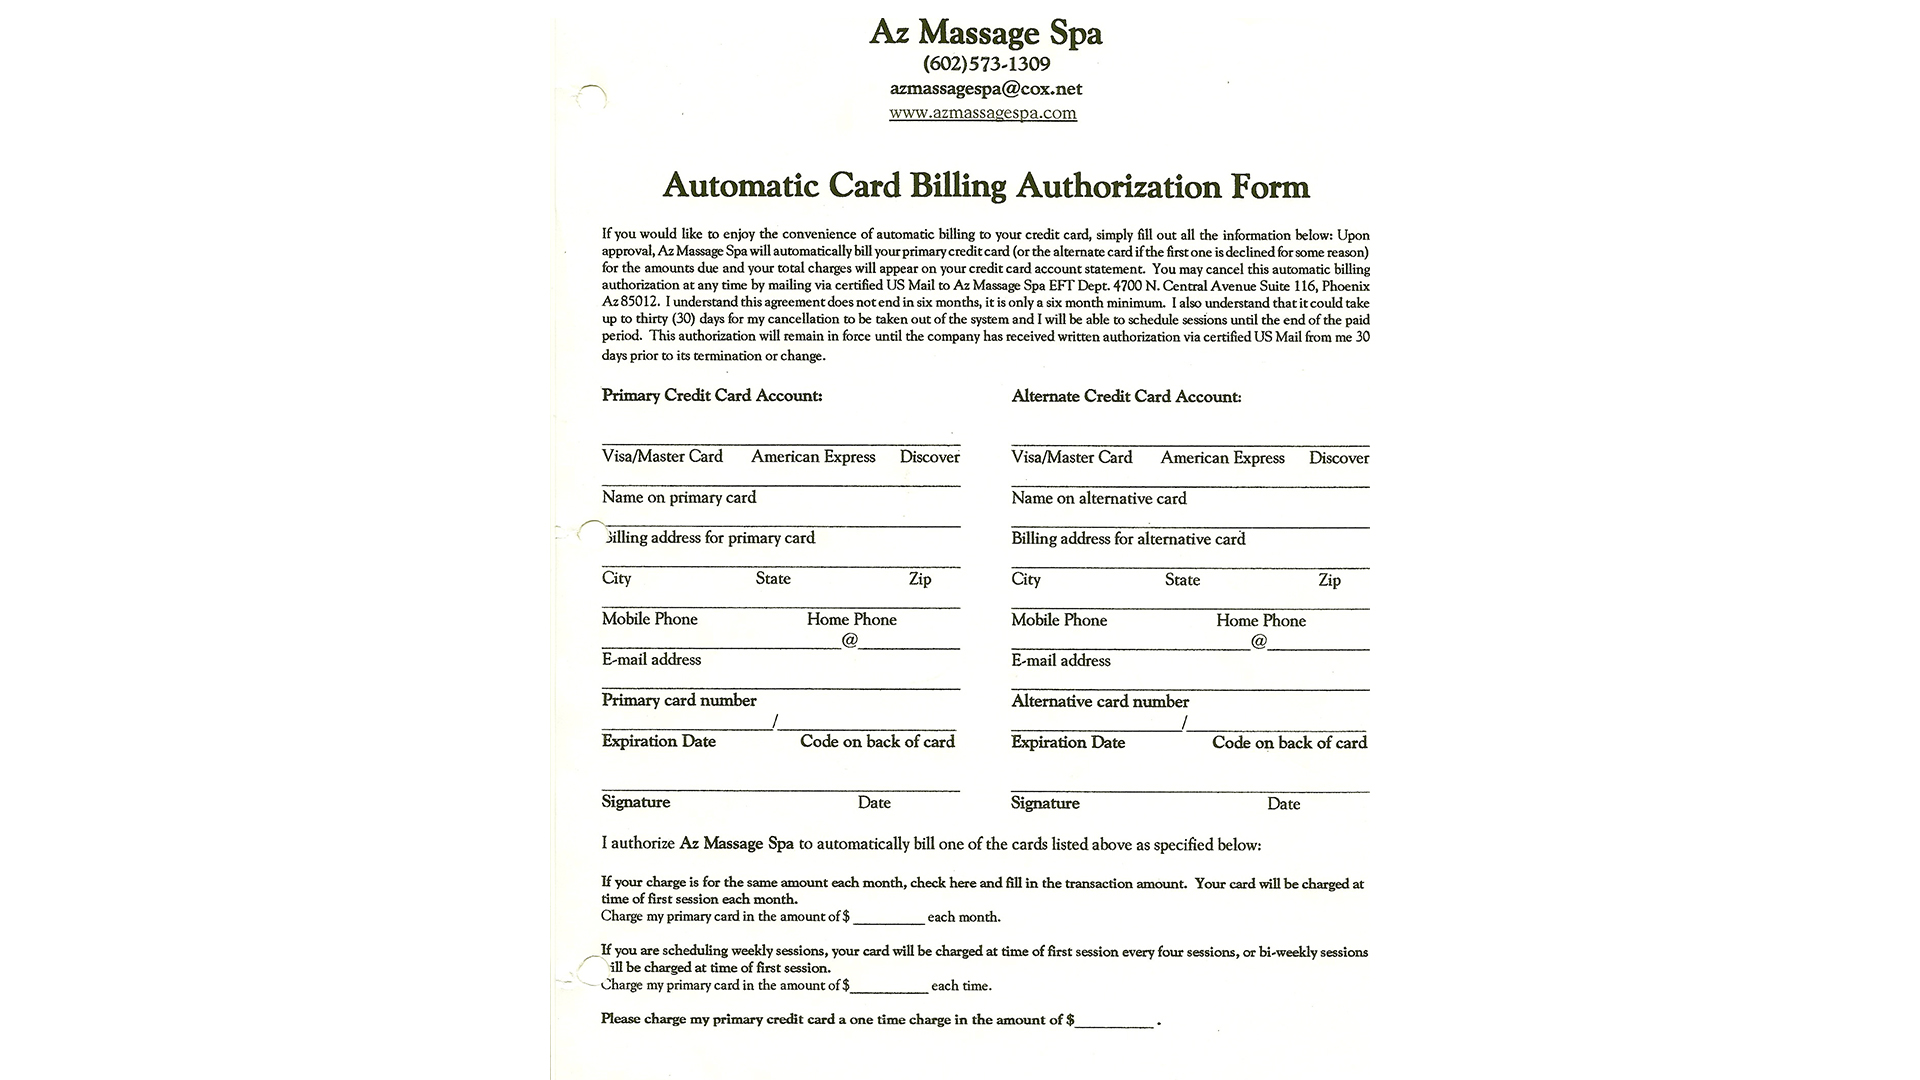 Az Massage Spa
(602)573-1309
azmassagespa@cox.net
www.azmassagespa.com
Automatic Card Billing Authorization Form
If you would like to enjoy the convenience of automatic billing to your credit card, simply fill out all the information below: Upon
approval, Az Massage Spa will automatically bill your primary credit card (or the alternate card if the first one is declined for some reason)
for the amounts due and your total charges will appear on your credit card account statement. You may cancel this automatic billing
authorization at any time by mailing via certified US Mail to Az Massage Spa EFT Dept. 4700 N. Central Avenue Suite 116, Phoenix
Az 85012. I understand this agreement does not end in six months, it is only a six month minimum. I also understand that it could take
up to thirty (30) days for my cancellation to be taken out of the system and I will be able to schedule sessions until the end of the paid
period. This authorization will remain in force until the company has received written authorization via certified US Mail from me 30
days prior to its termination or change.
Primary Credit Card Account: Alternate Credit Card Account:
Visa/Master Card American Express Discover Visa/Master Card American Express Discover
Name on primary card Name on alternative card
Billing address for primary card Billing address for alternative card
City State Zip City State Zip
Mobile Phone Home Phone Mobile Phone Home Phone
@ @
E-mail address E-mail address
Primary card number Alternative card number
/ /
Expiration Date Code on back of card Expiration Date Code on back of card
Signature Date Signature Date
I authorize Az Massage Spa to automatically bill one of the cards listed above as specified below:
If your charge is for the same amount each month, check here and fill in the transaction amount. Your card will be charged at
time of first session each month.
Charge my primary card in the amount of $ _________ each month.
If you are scheduling weekly sessions, your card will be charged at time of first session every four sessions, or bi-weekly sessions
ill be charged at time of first session.
Charge my primary card in the amount of $__________ each time.
Please charge my primary credit card a one time charge in the amount of $__________ .